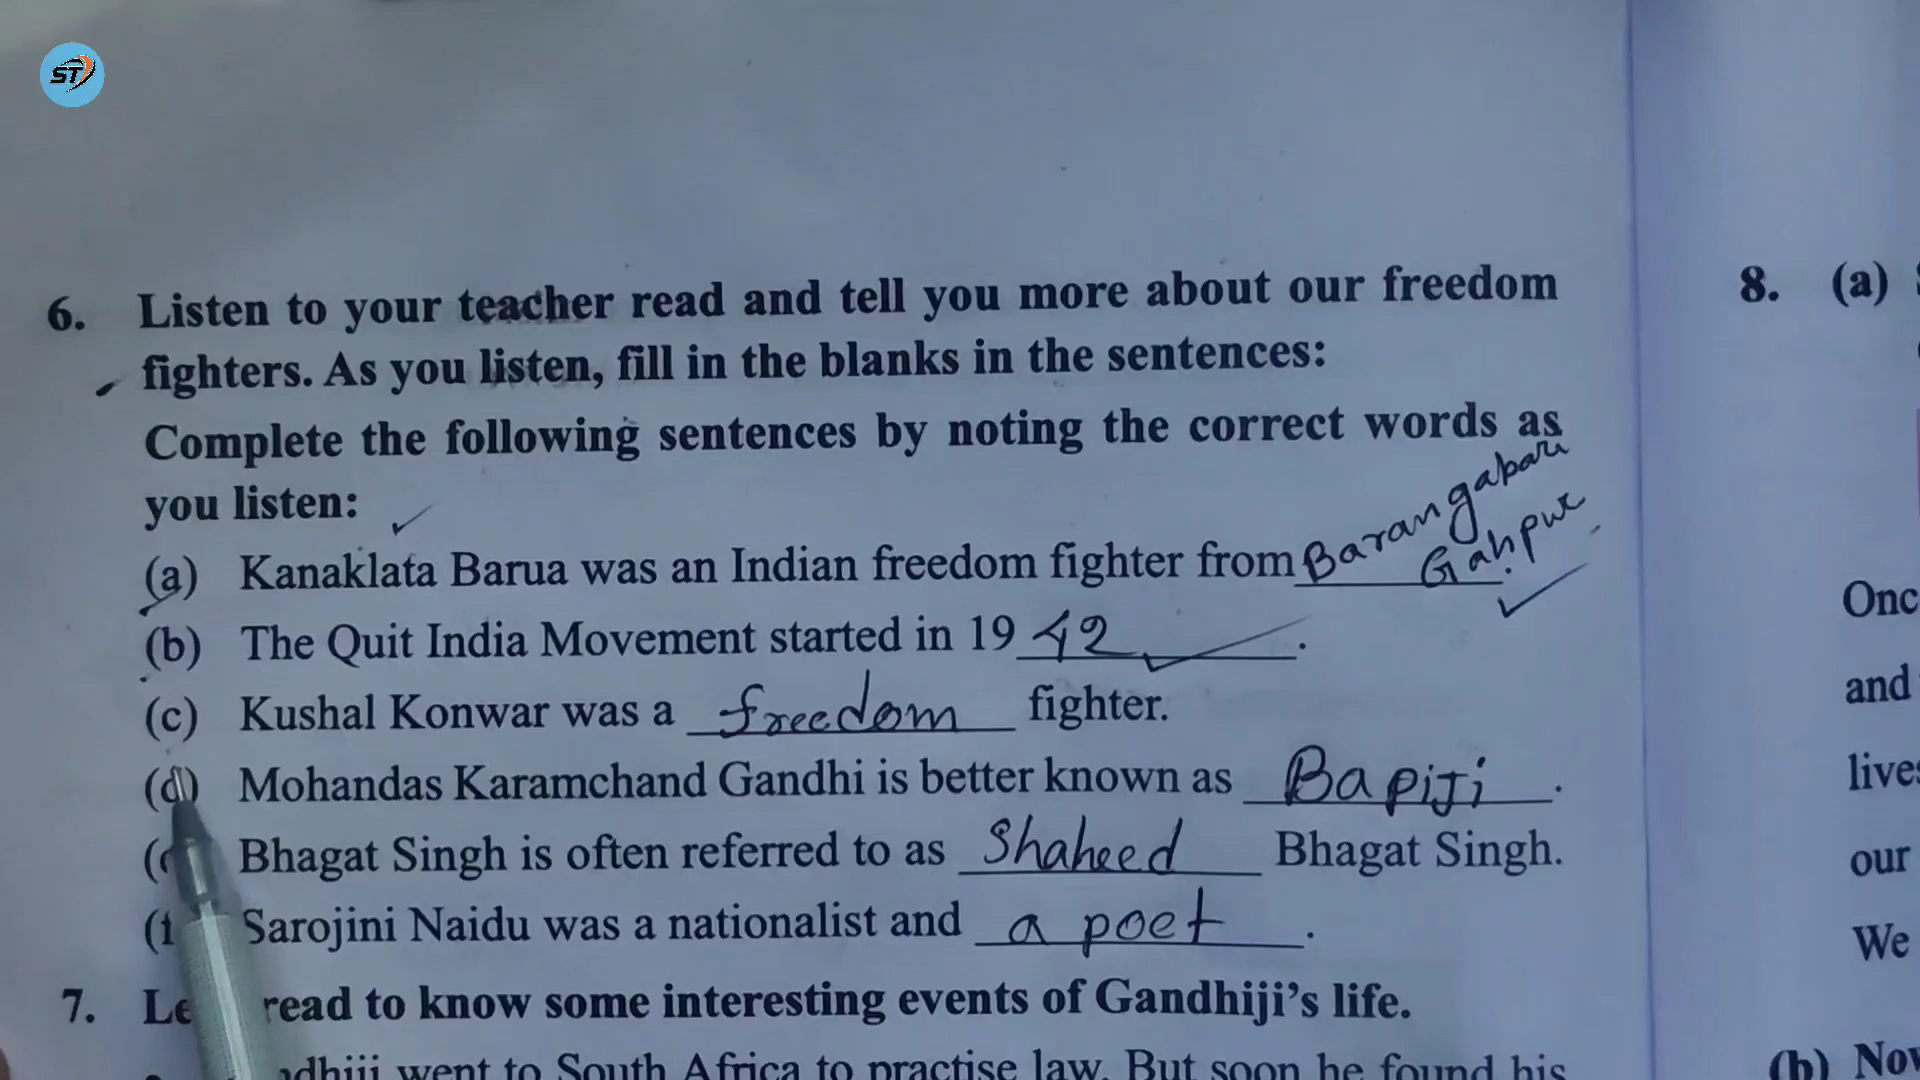 ST
6. Listen to your teacher read and tell you more about our freedom
fighters. As you listen, fill in the blanks in the sentences:
Complete the following sentences by noting the correct words as
you listen:
(a) Kanaklata Barua was an Indian freedom fighter from Barangabari
Gahpur
(b) The Quit India Movement started in 19 42.
(c) Kushal Konwar was a freedom fighter.
(d) Mohandas Karamchand Gandhi is better known as Bapiji.
Bhagat Singh is often referred to as Shaheed Bhagat Singh.
Sarojini Naidu was a nationalist and a poet.
7. read to know some interesting events of Gandhiji's life.
went to South Africa to practise law. But soon he found his
8. (a)
Onc
and
lives
our
We
(b) Nov